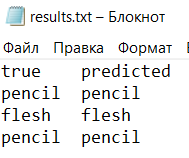 results.txt – Блокнот
Файл Правка Формат
true predicted
pencil pencil
flesh flesh
pencil pencil